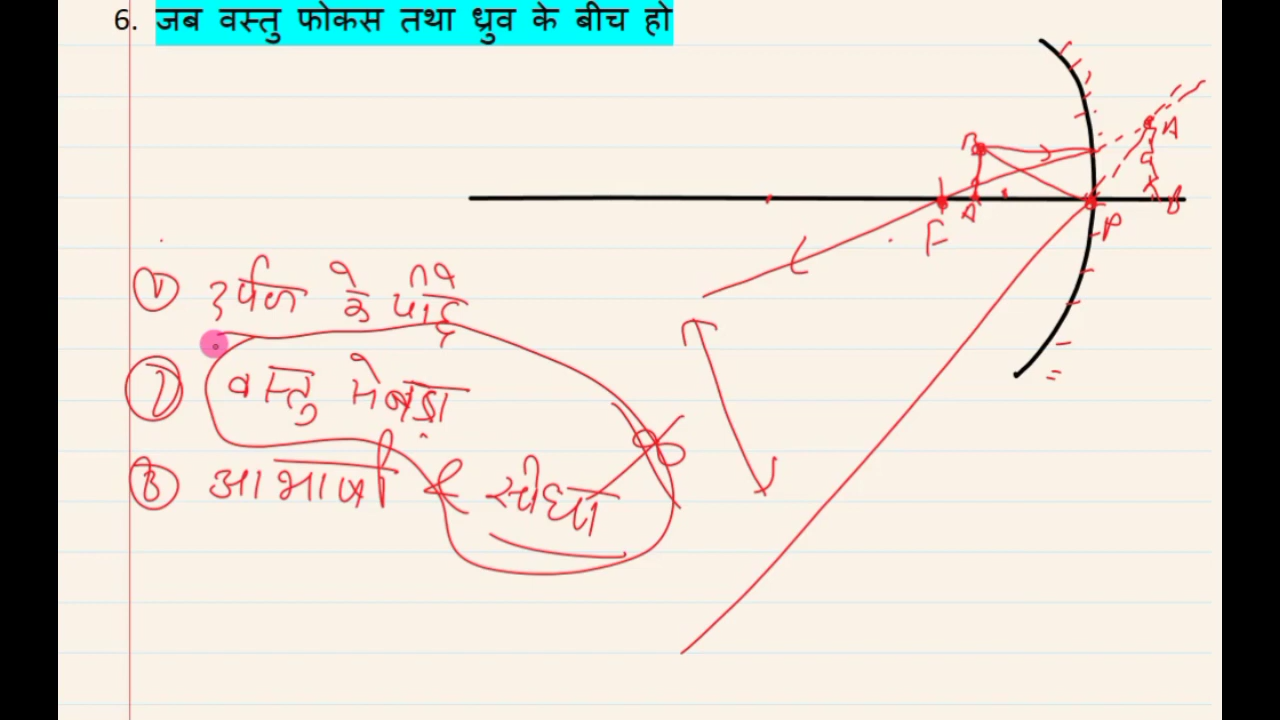 6. जब वस्तु फोकस तथा ध्रुव के बीच हो
B A
F A P B
① दर्पण के पीछे
② वस्तु से बड़ा
③ आभासी & सीधा